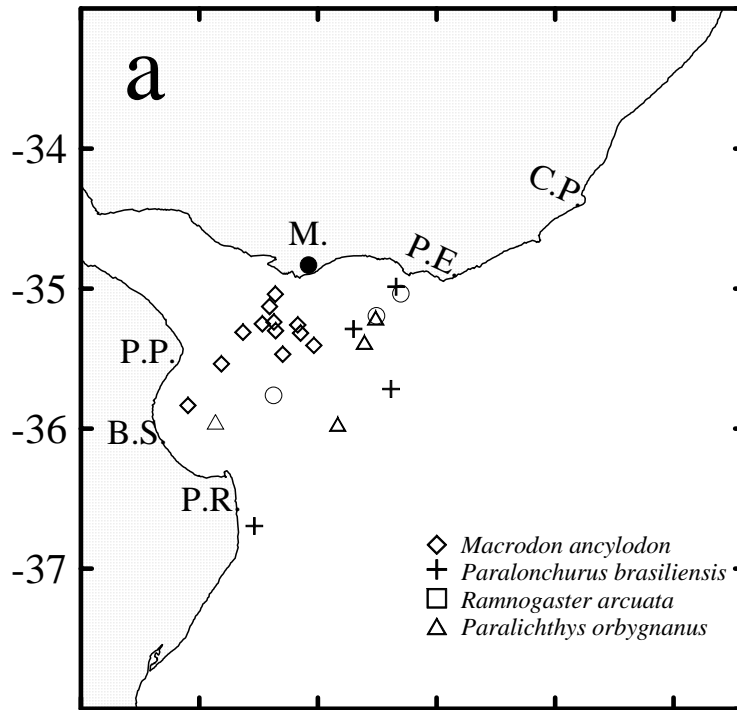 a
-34
C.P.
M.
P.E.
-35
P.P.
B.S.
-36
P.R.
-37
Macrodon ancylodon
Paralonchurus brasiliensis
Ramnogaster arcuata
Paralichthys orbygnanus